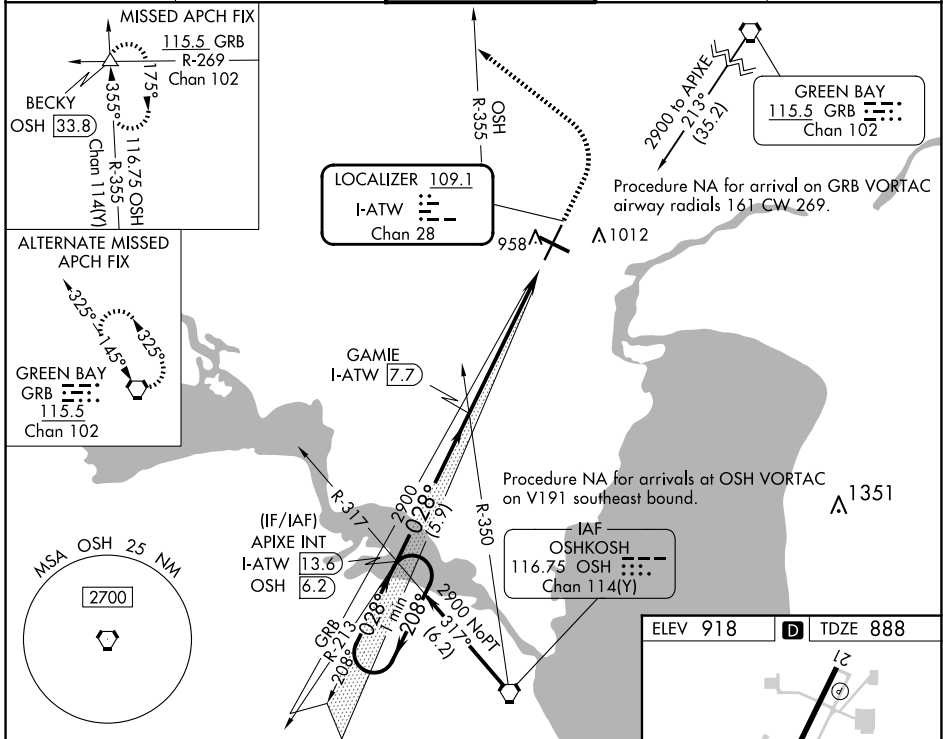 MISSED APCH FIX
115.5 GRB
R-269
Chan 102
175°
355°
BECKY
OSH 33.8
116.75 OSH
R-355
Chan 114(Y)
OSH
R-355
2900 to APIXE
213°
(35.2)
GREEN BAY
115.5 GRB
Chan 102
Procedure NA for arrival on GRB VORTAC
airway radials 161 CW 269.
LOCALIZER 109.1
I-ATW
Chan 28
958
1012
ALTERNATE MISSED
APCH FIX
325°
145°
325°
GREEN BAY
GRB
115.5
Chan 102
GAMIE
I-ATW 7.7
Procedure NA for arrivals at OSH VORTAC
on V191 southeast bound.
1351
R-317
2900
028°
(5.9)
R-350
(IF/IAF)
APIXE INT
I-ATW 13.6
OSH 6.2
IAF
OSHKOSH
116.75 OSH
Chan 114(Y)
MSA OSH 25 NM
2700
GRB
R-213
208°
028°
1 min
208°
2900 NoPT
317°
(6.2)
ELEV 918
D
TDZE 888
21
P